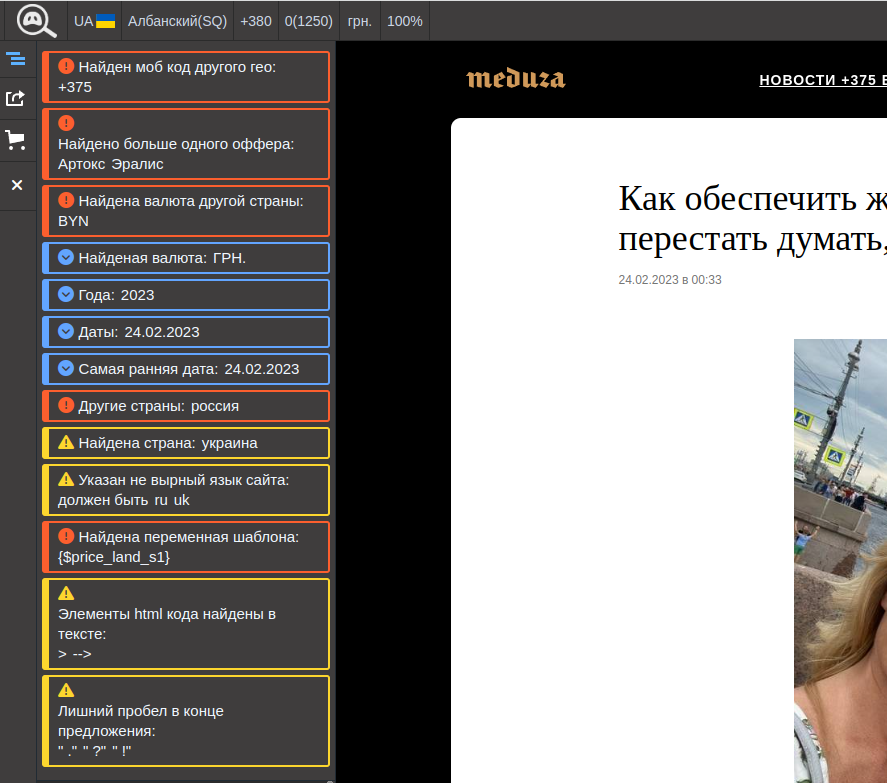 UA Албанский(SQ) +380 0(1250) грн. 100%
Найден моб код другого гео:
+375
Найдено больше одного оффера:
Артокс Эралис
Найдена валюта другой страны:
BYN
Найденая валюта: ГРН.
Года: 2023
Даты: 24.02.2023
Самая ранняя дата: 24.02.2023
Другие страны: россия
Найдена страна: украина
Указан не вырный язык сайта:
должен быть ru uk
Найдена переменная шаблона:
{$price_land_s1}
Элементы html кода найдены в
тексте:
> -->
Лишний пробел в конце
предложения:
" ." " ?" " !"
meduza
НОВОСТИ +375
Как обеспечить ж
перестать думать,
24.02.2023 в 00:33